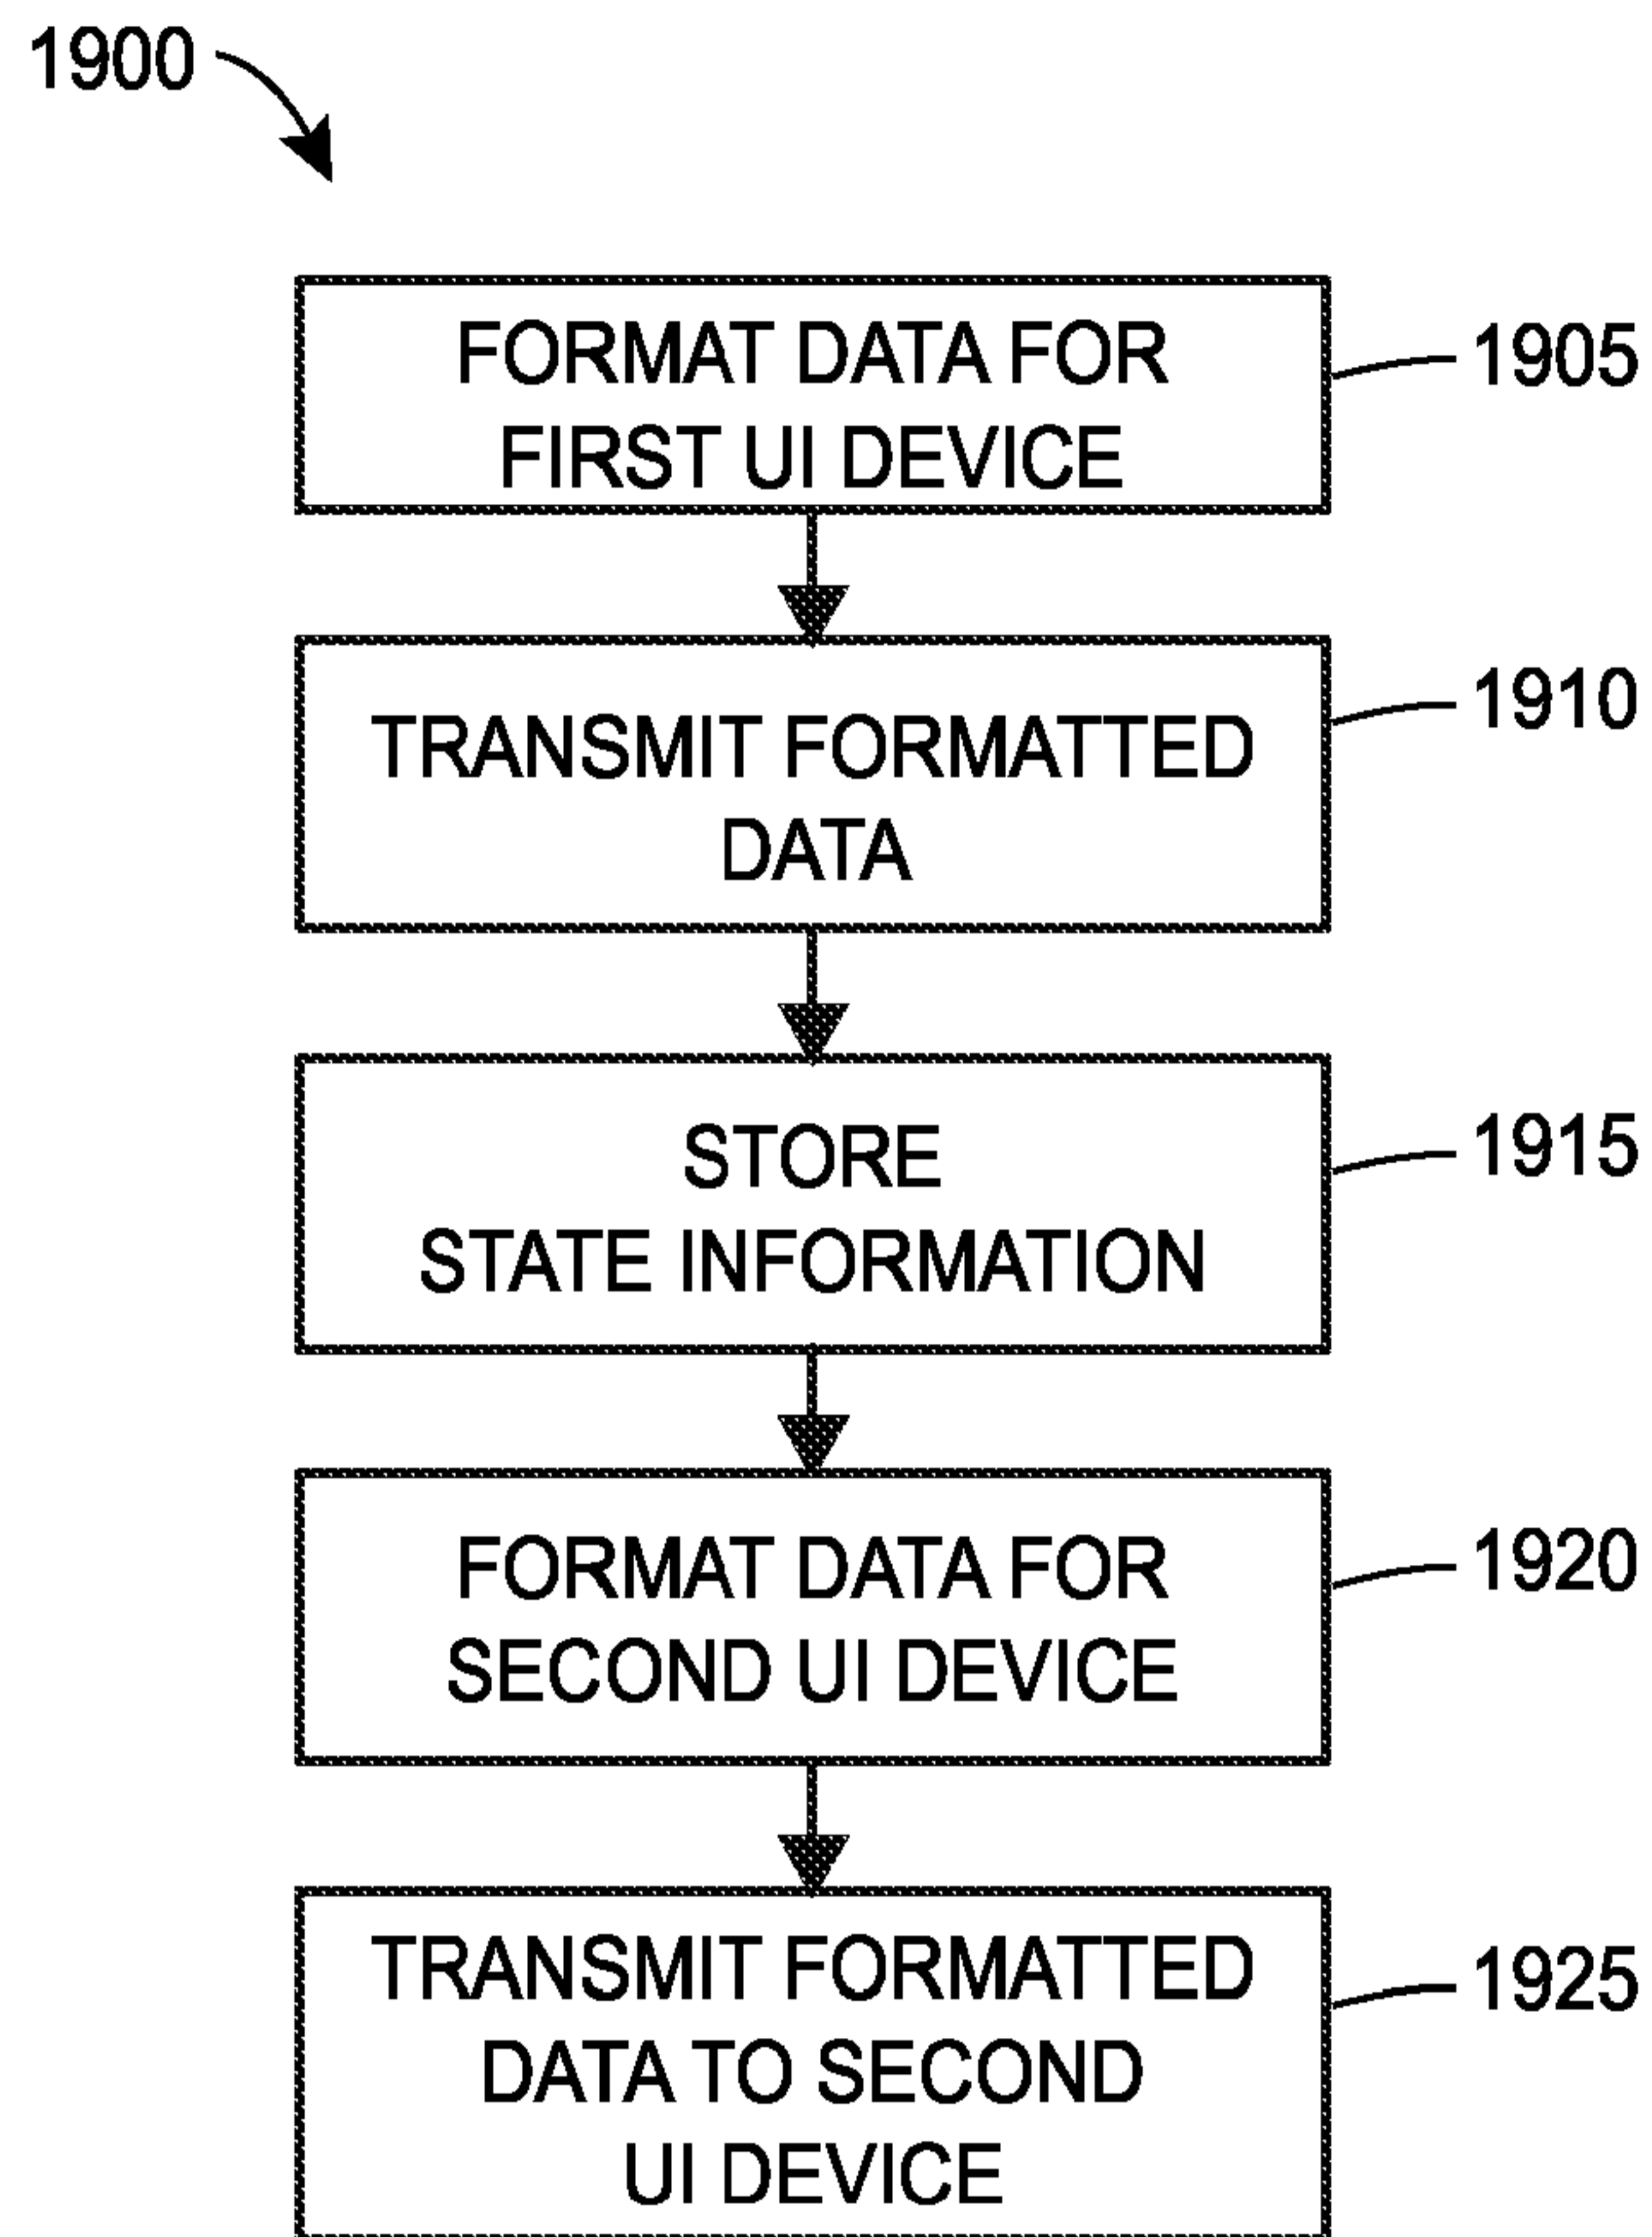 1900
FORMAT DATA FOR
FIRST UI DEVICE
1905
TRANSMIT FORMATTED
DATA
1910
STORE
STATE INFORMATION
1915
FORMAT DATA FOR
SECOND UI DEVICE
1920
TRANSMIT FORMATTED
DATA TO SECOND
UI DEVICE
1925